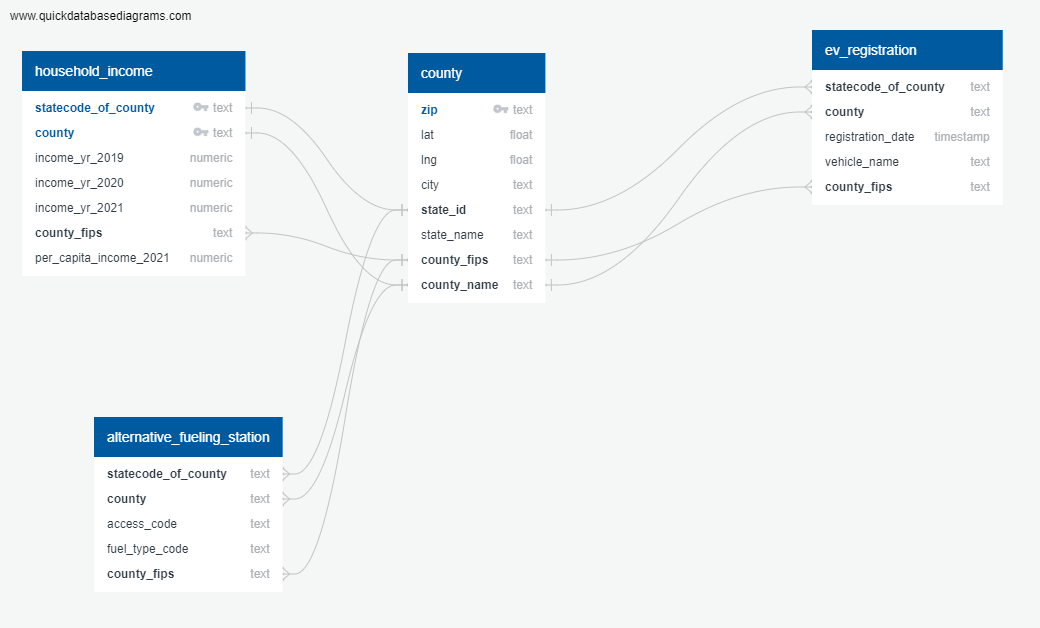 www.quickdatabasediagrams.com
household_income
statecode_of_county text
county text
income_yr_2019 numeric
income_yr_2020 numeric
income_yr_2021 numeric
county_fips text
per_capita_income_2021 numeric
county
zip text
lat float
lng float
city text
state_id text
state_name text
county_fips text
county_name text
ev_registration
statecode_of_county text
county text
registration_date timestamp
vehicle_name text
county_fips text
alternative_fueling_station
statecode_of_county text
county text
access_code text
fuel_type_code text
county_fips text